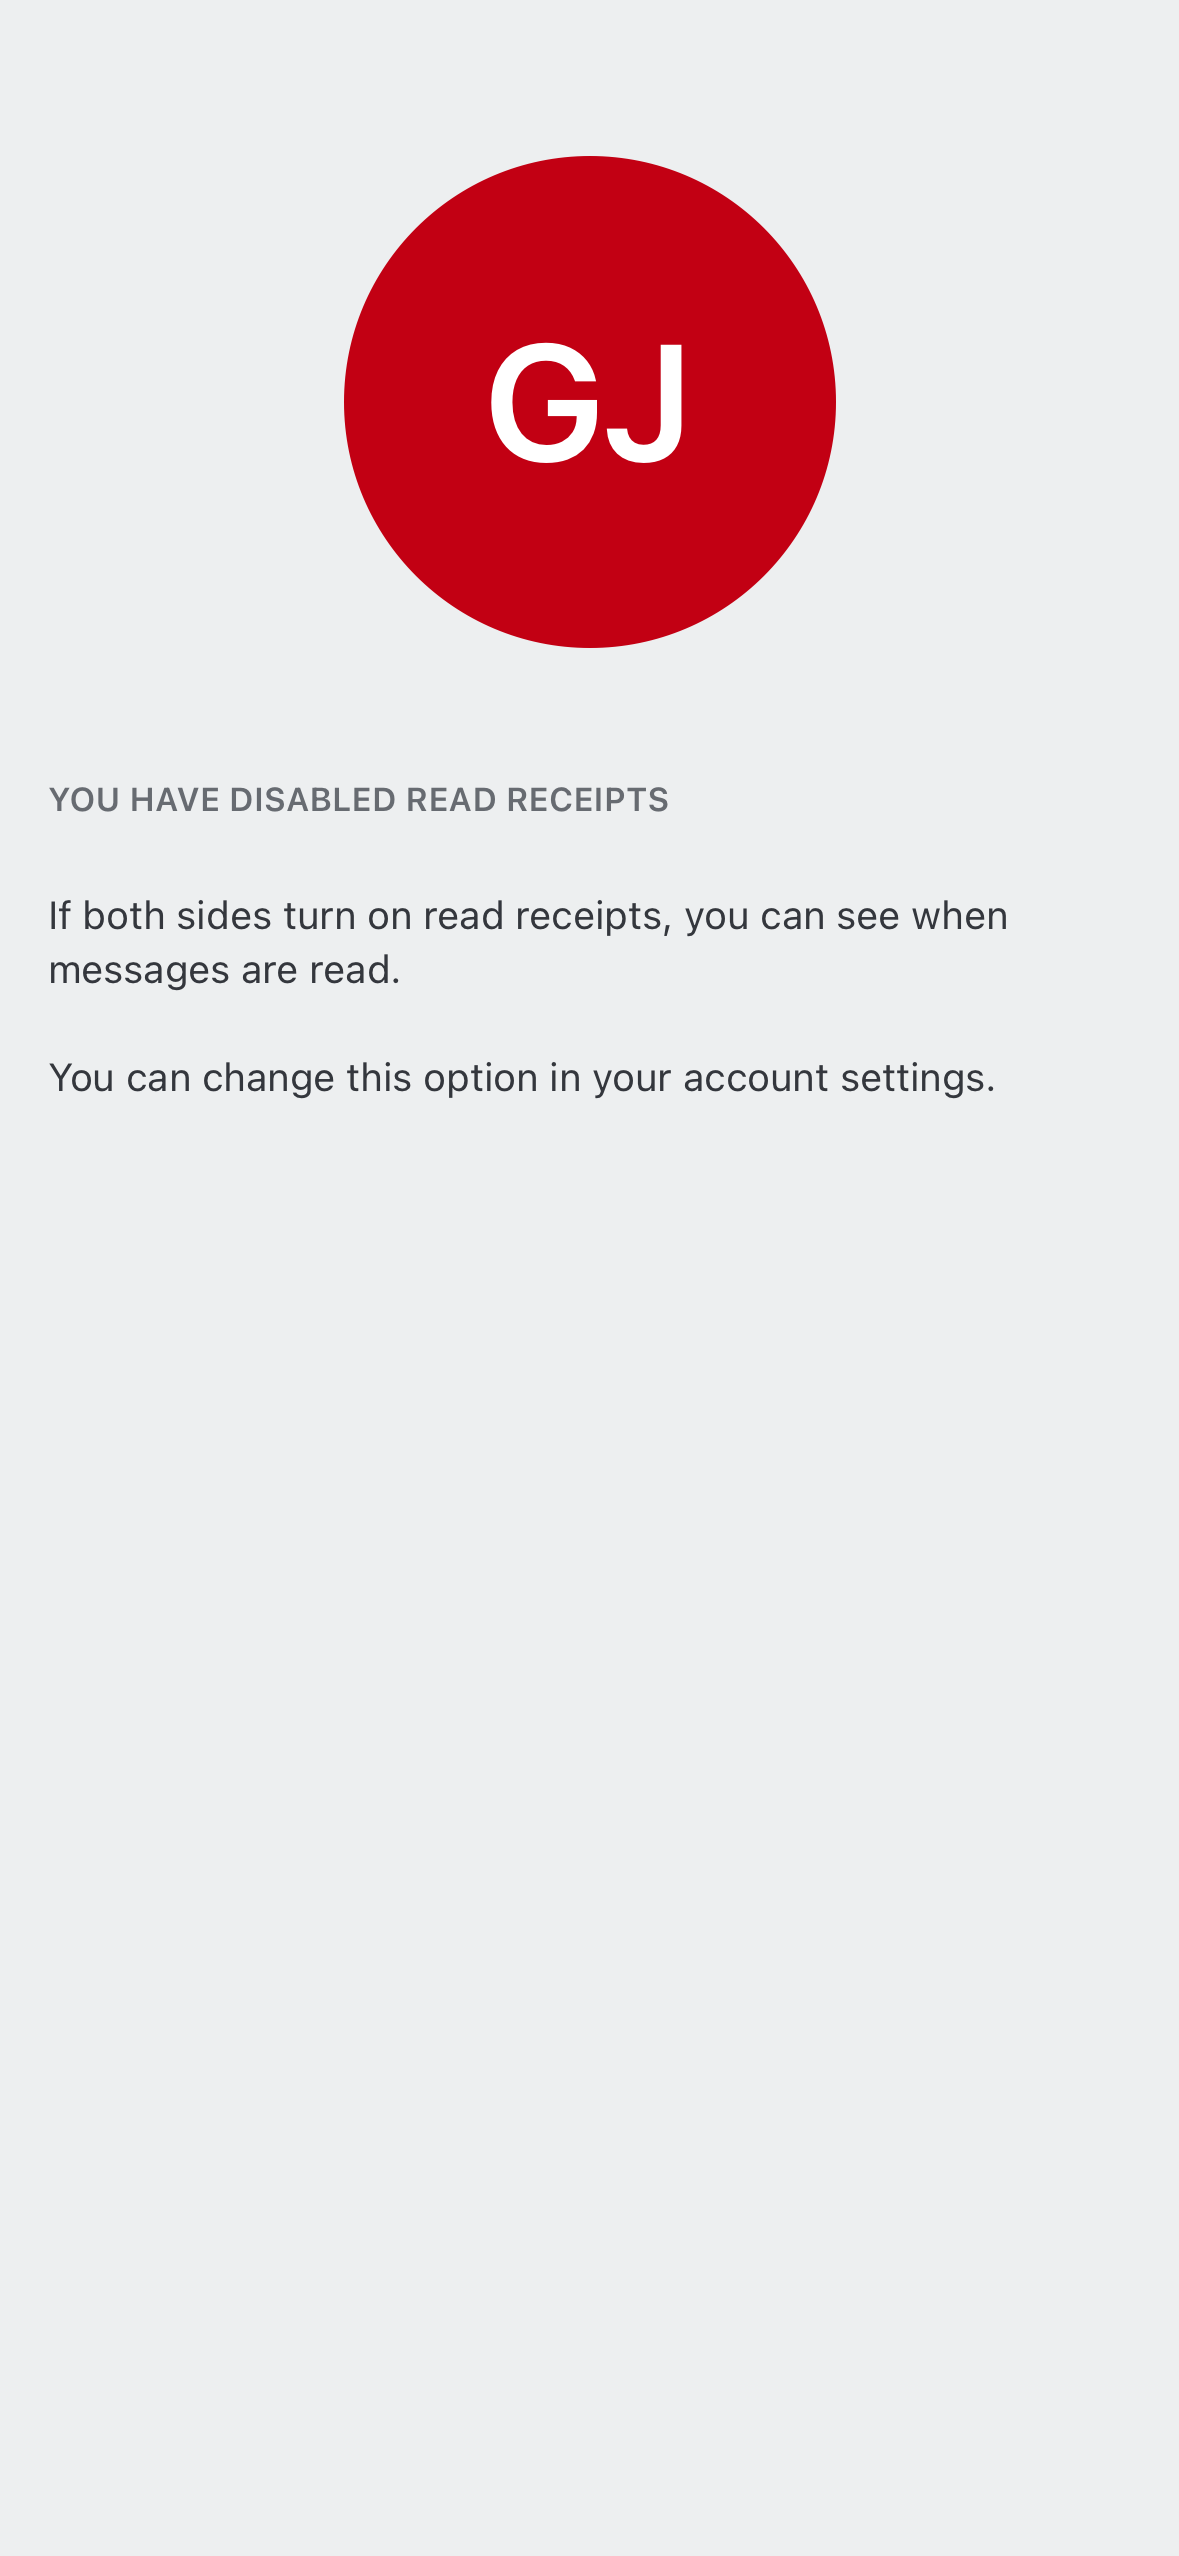 GJ
YOU HAVE DISABLED READ RECEIPTS
If both sides turn on read receipts, you can see when
messages are read.
You can change this option in your account settings.